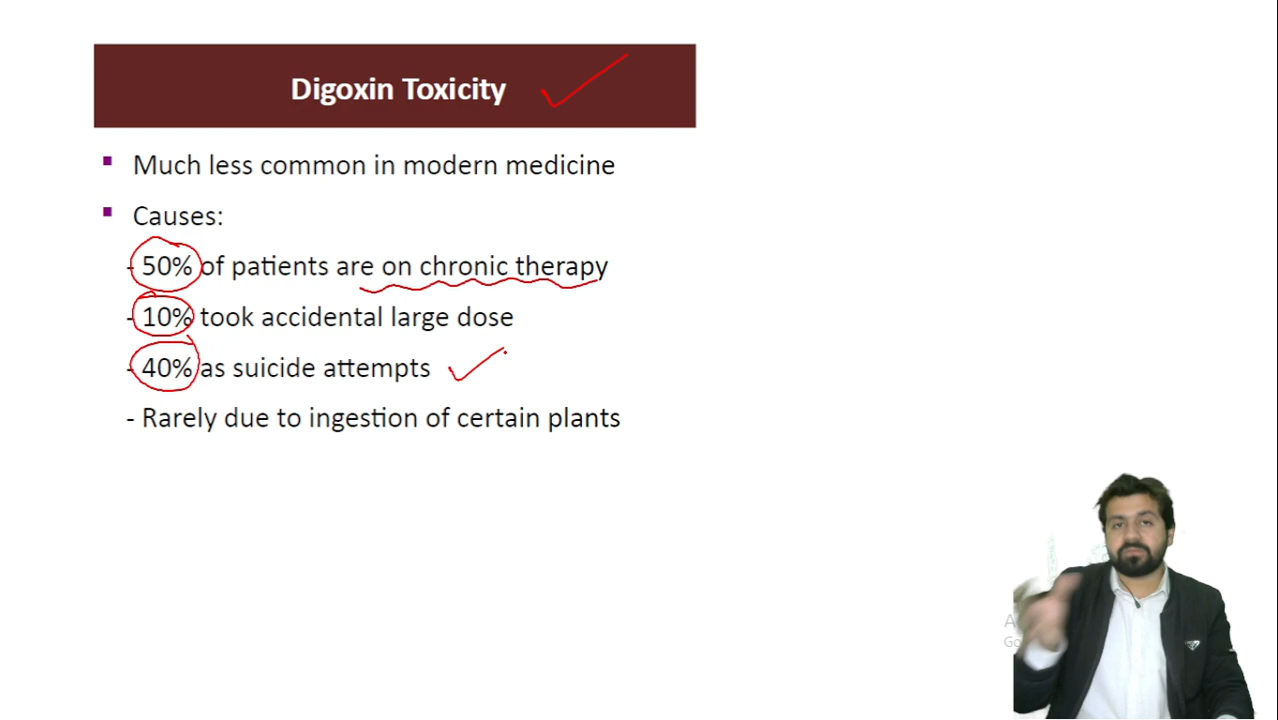 Digoxin Toxicity
▪ Much less common in modern medicine
▪ Causes:
- 50% of patients are on chronic therapy
- 10% took accidental large dose
- 40% as suicide attempts
- Rarely due to ingestion of certain plants